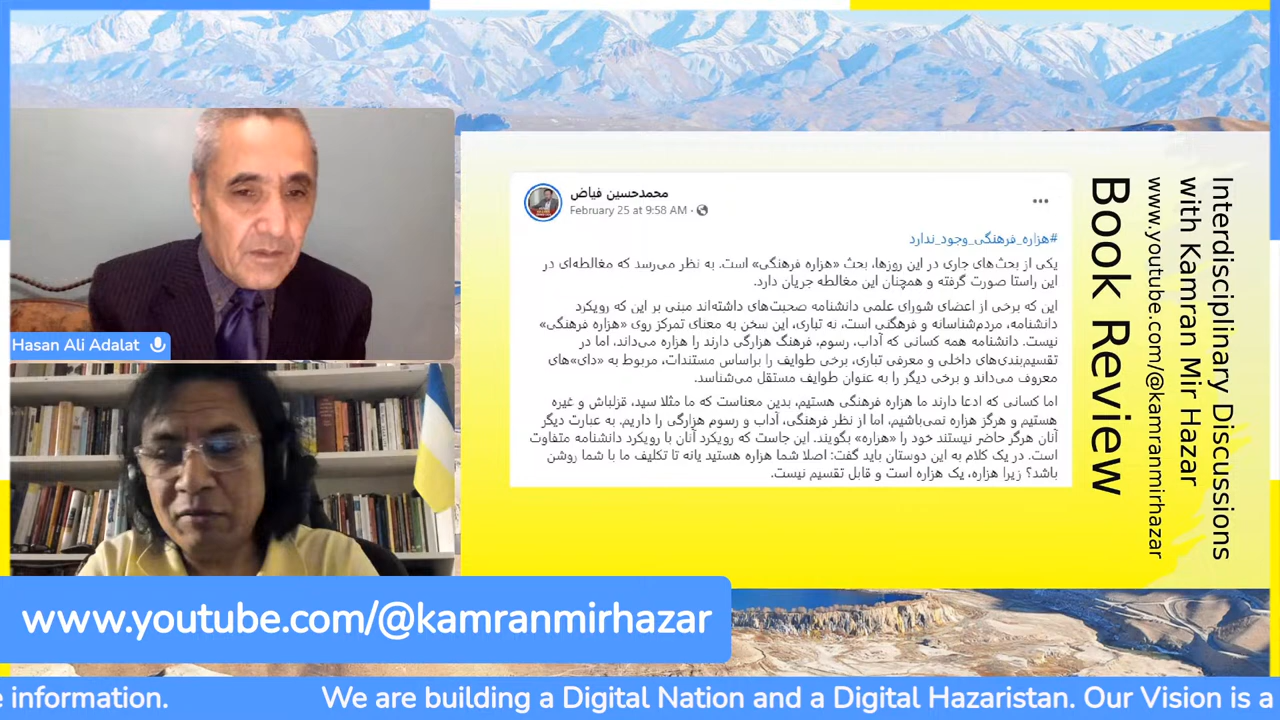 Hasan Ali Adalat
محمدحسین فیاض
February 25 at 9:58 AM ·
#هزاره_فرهنگی_وجود_ندارد
یکی از بحث‌های جاری در این روزها، بحث «هزاره فرهنگی» است. به نظر می‌رسد که مغالطه‌ای در
این راستا صورت گرفته و همچنان این مغالطه جریان دارد.
این که برخی از اعضای شورای علمی دانشنامه صحبت‌های داشته‌اند مبنی بر این که رویکرد
دانشنامه، مردم‌شناسانه و فرهگنی است، نه تباری، این سخن به معنای تمرکز روی «هزاره فرهنگی»
نیست. دانشنامه همه کسانی که آداب، رسوم، فرهنگ هزارگی دارند را هزاره می‌داند، اما در
تقسیم‌بندی‌های داخلی و معرفی تباری، برخی طوایف را براساس مستندات، مربوط به «دای»های
معروف می‌داند و برخی دیگر را به عنوان طوایف مستقل می‌شناسد.
اما کسانی که ادعا دارند ما هزاره فرهنگی هستیم، بدین معناست که ما مثلا سید، قزلباش و غیره
هستیم و هرگز هزاره نمی‌باشیم، اما از نظر فرهنگی، آداب و رسوم هزارگی را داریم. به عبارت دیگر
آنان هرگر حاضر نیستند خود را «هزاره» بگویند. این جاست که رویکرد آنان با رویکرد دانشنامه متفاوت
است. در یک کلام به این دوستان باید گفت: اصلا شما هزاره هستید یانه تا تکلیف ما با شما روشن
باشد؟ زیرا هزاره، یک هزاره است و قابل تقسیم نیست.
Interdisciplinary Discussions
with Kamran Mir Hazar
www.youtube.com/@kamranmirhazar
Book Review
www.youtube.com/@kamranmirhazar
information. We are building a Digital Nation and a Digital Hazaristan. Our Vision is a